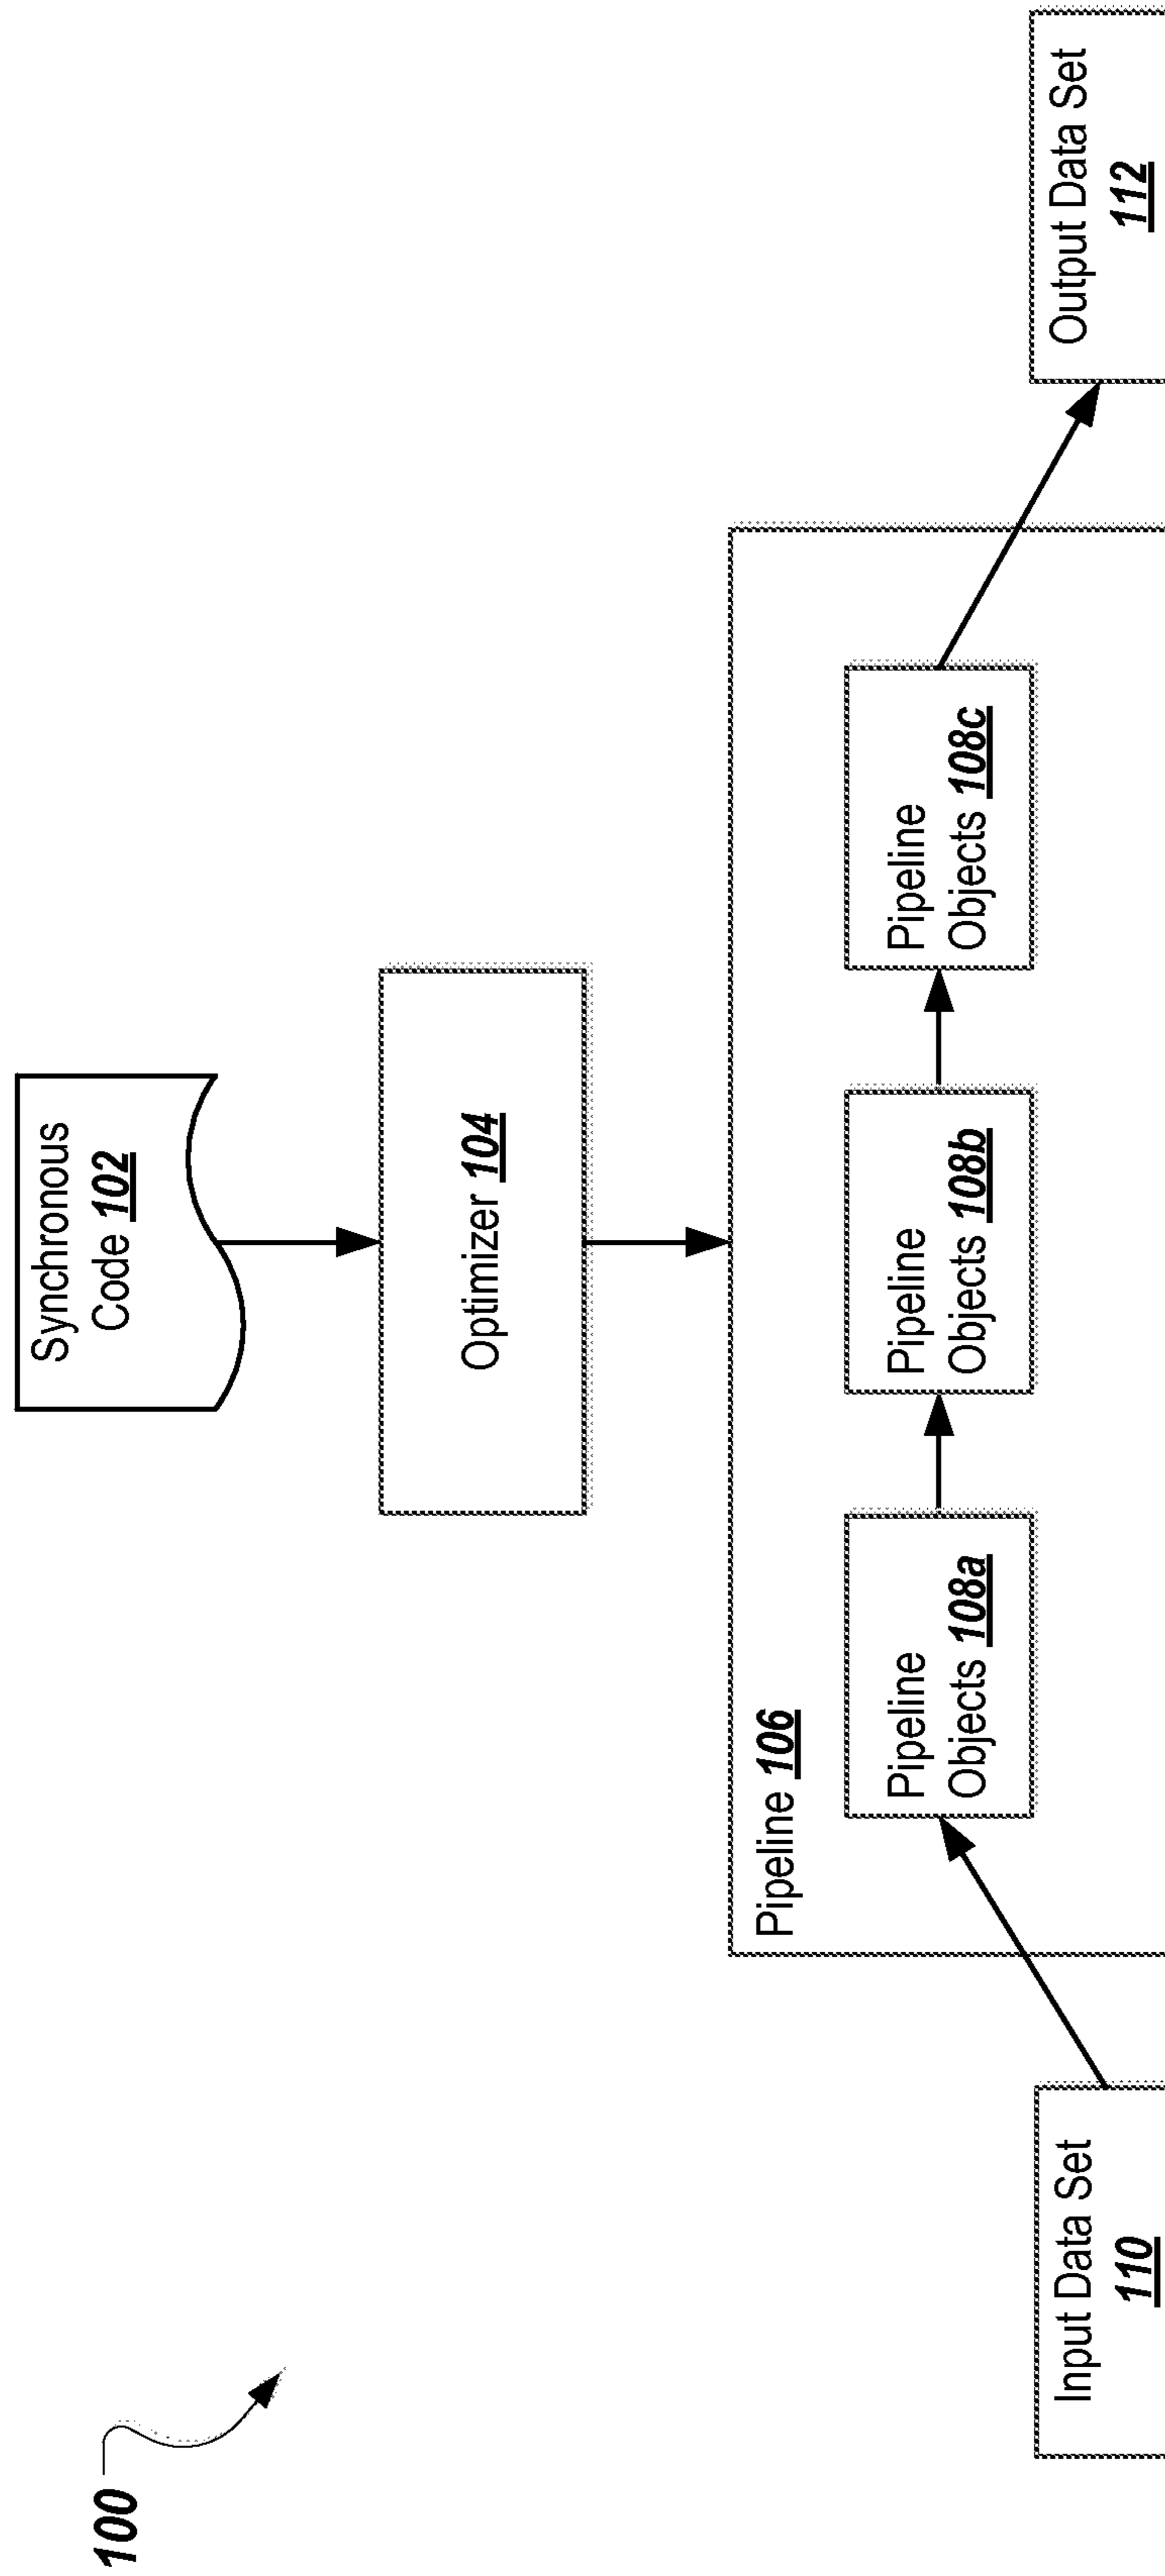 100
Synchronous
Code 102
Optimizer 104
Pipeline 106
Pipeline
Objects 108a
Pipeline
Objects 108b
Pipeline
Objects 108c
Input Data Set
110
Output Data Set
112